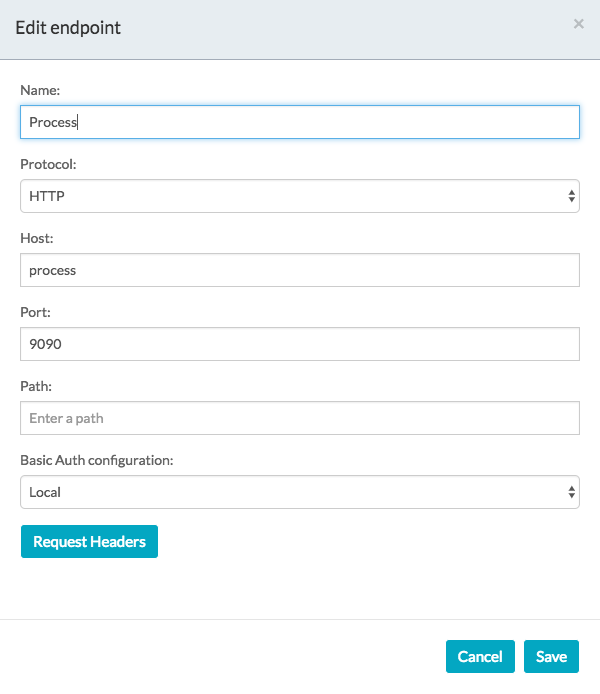 Edit endpoint
×
Name:
Process
Protocol:
HTTP
Host:
process
Port:
9090
Path:
Enter a path
Basic Auth configuration:
Local
Request Headers
Cancel Save